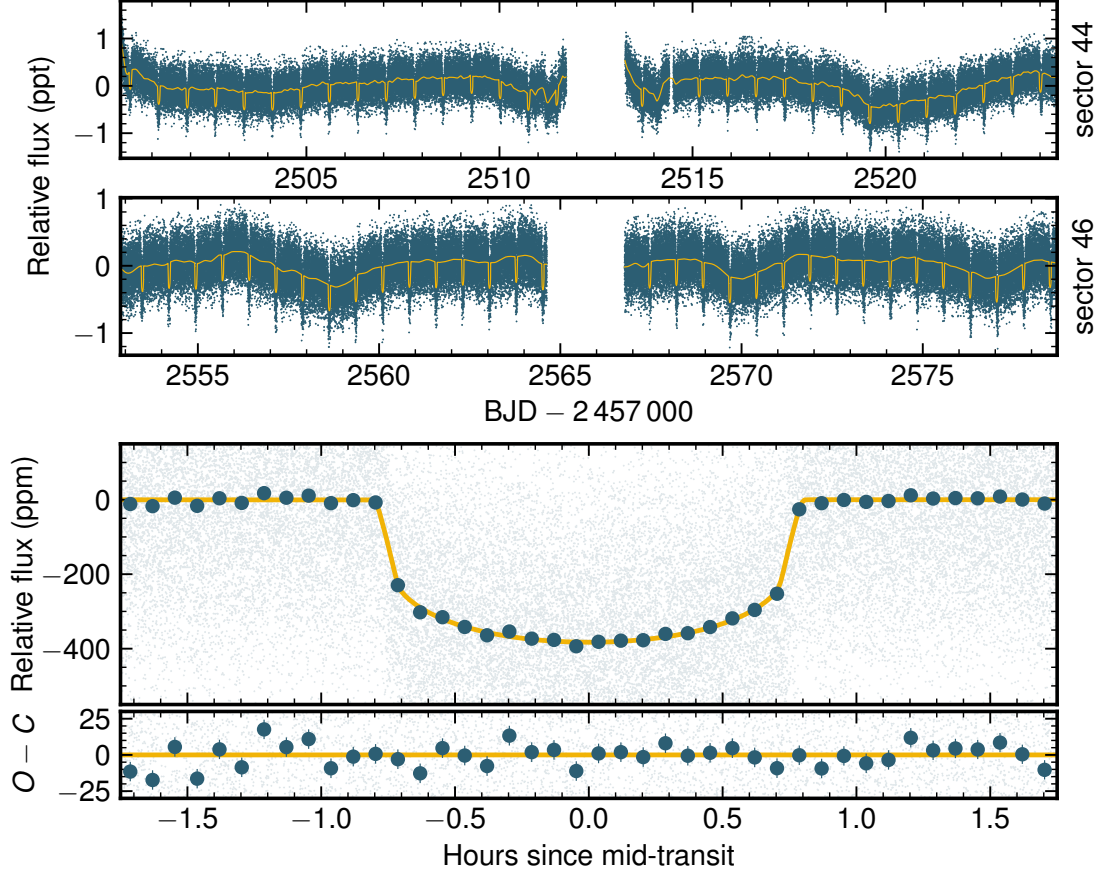 Relative flux (ppt)
1
0
−1
sector 44
2505 2510 2515 2520
1
0
−1
sector 46
2555 2560 2565 2570 2575
BJD − 2 457 000
Relative flux (ppm)
0
−200
−400
O − C
25
0
−25
−1.5 −1.0 −0.5 0.0 0.5 1.0 1.5
Hours since mid-transit